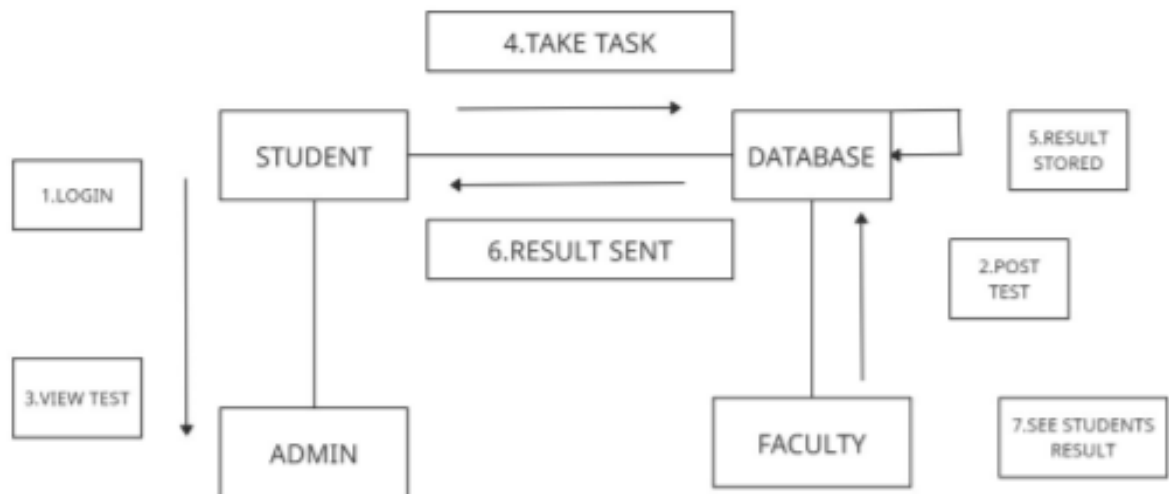 4.TAKE TASK
STUDENT
DATABASE
5.RESULT
STORED
1.LOGIN
6.RESULT SENT
2.POST
TEST
3.VIEW TEST
ADMIN
FACULTY
7.SEE STUDENTS
RESULT